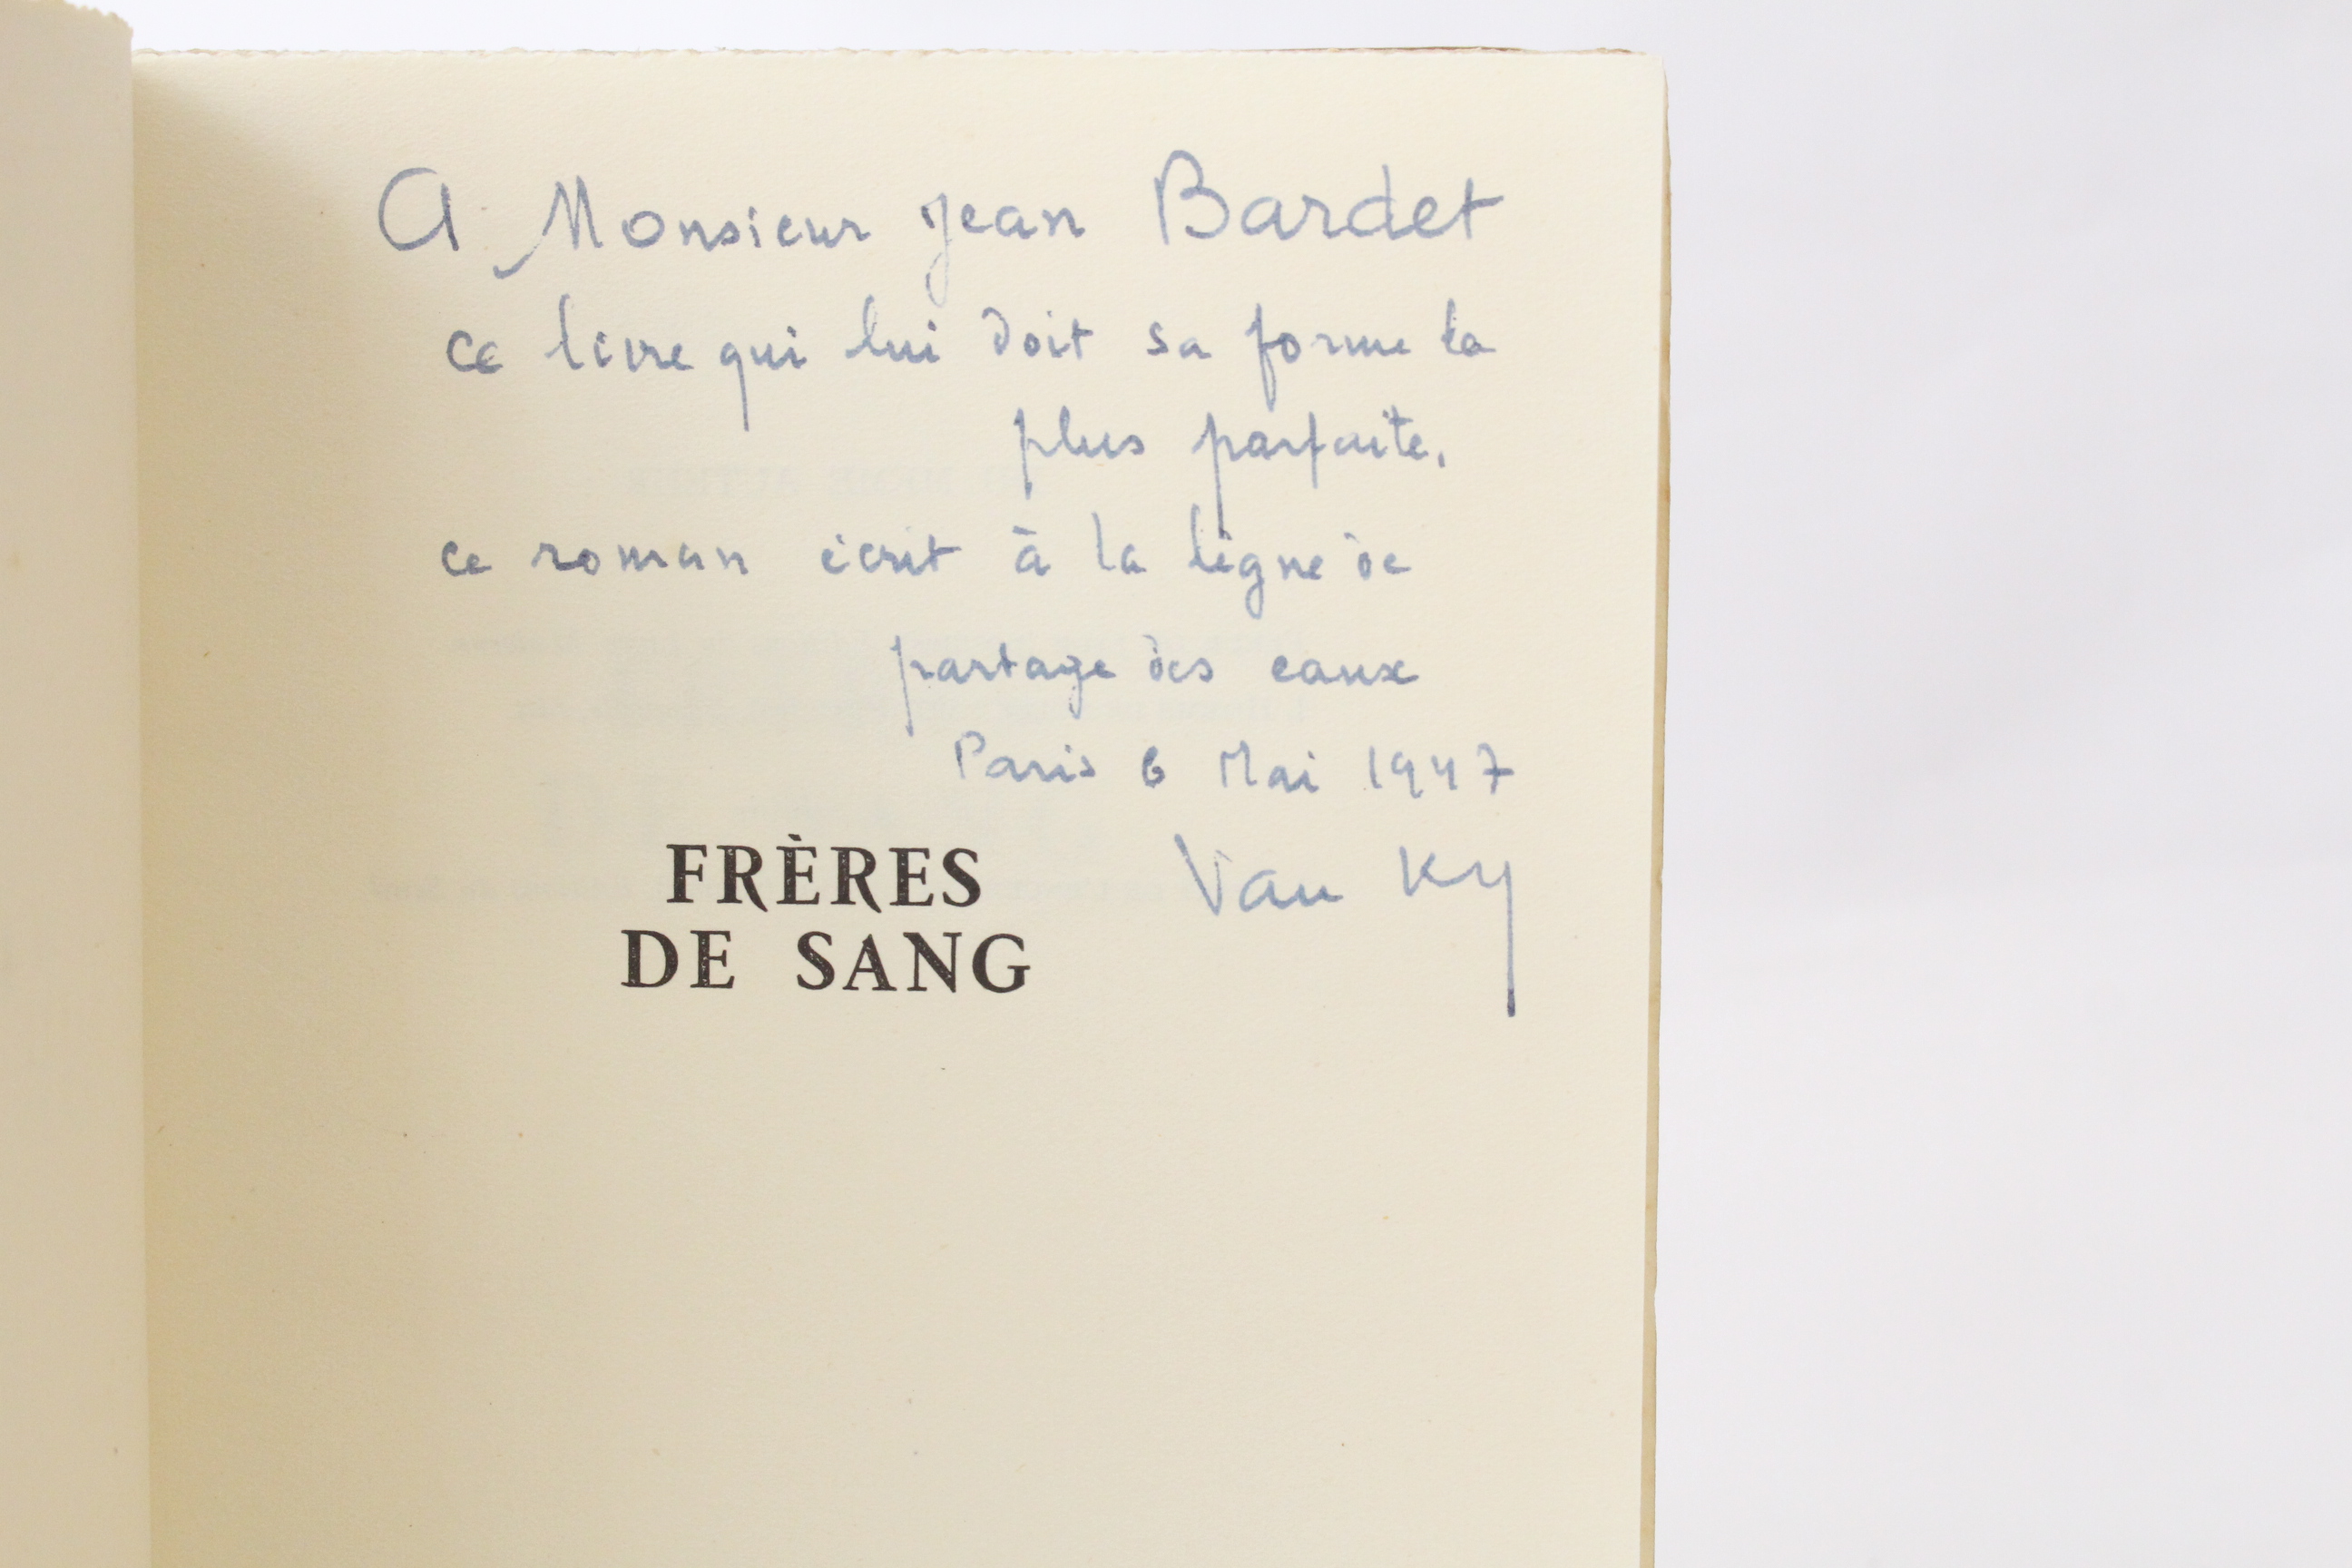 A Monsieur Jean Bardet
ce livre qui lui doit sa forme la
plus parfaite,
ce roman écrit à la ligne de
partage des eaux
Paris 6 Mai 1947
Van Ky
FRÈRES
DE SANG